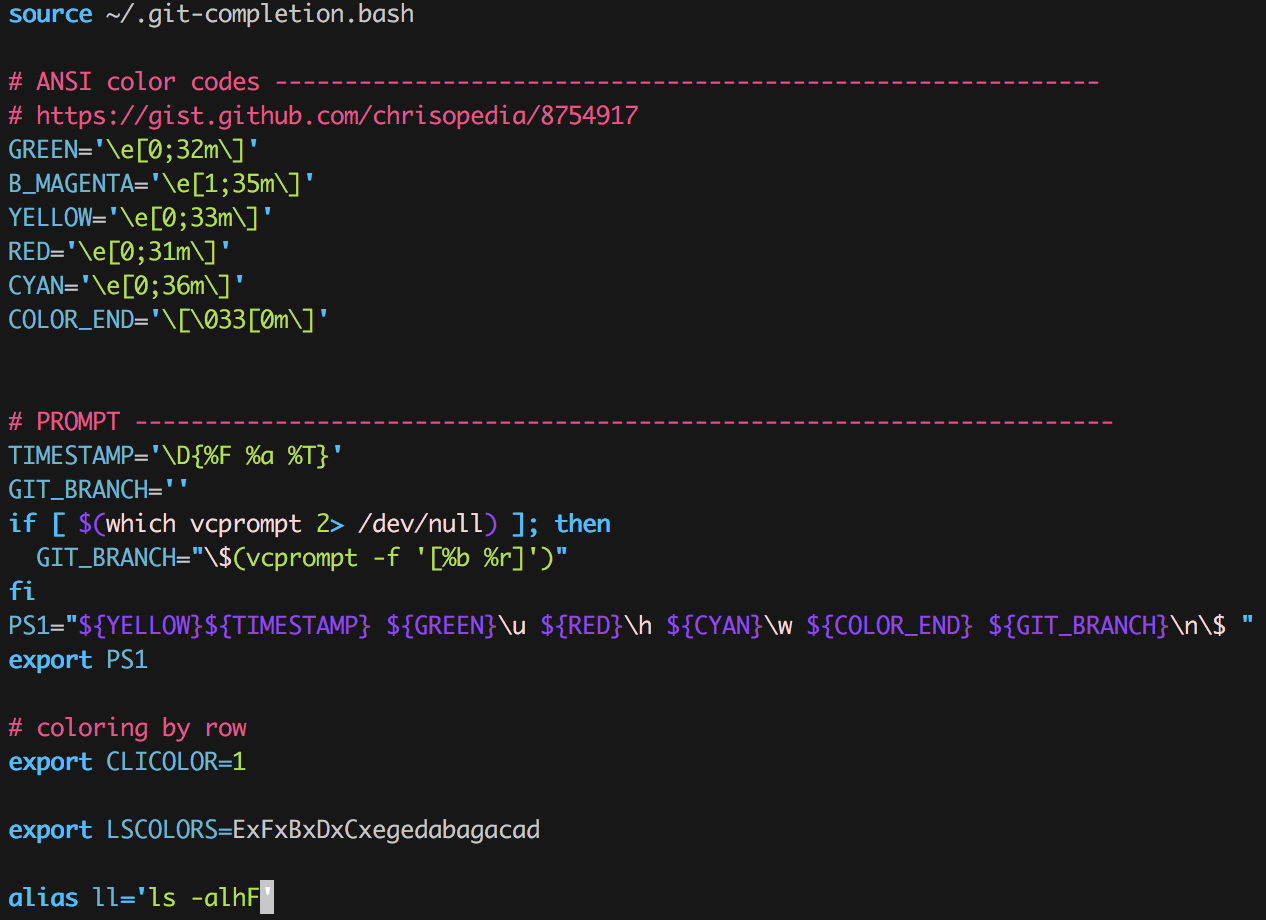 source ~/.git-completion.bash
# ANSI color codes -----------------------------------------------------------
# https://gist.github.com/chrisopedia/8754917
GREEN='\e[0;32m\]'
B_MAGENTA='\e[1;35m\]'
YELLOW='\e[0;33m\]'
RED='\e[0;31m\]'
CYAN='\e[0;36m\]'
COLOR_END='\[\033[0m\]'
# PROMPT ----------------------------------------------------------------------
TIMESTAMP='\D{%F %a %T}'
GIT_BRANCH=''
if [ $(which vcprompt 2> /dev/null) ]; then
  GIT_BRANCH="\$(vcprompt -f '[%b %r]')"
fi
PS1="${YELLOW}${TIMESTAMP} ${GREEN}\u ${RED}\h ${CYAN}\w ${COLOR_END} ${GIT_BRANCH}\n\$ "
export PS1
# coloring by row
export CLICOLOR=1
export LSCOLORS=ExFxBxDxCxegedabagacad
alias ll='ls -alhF'